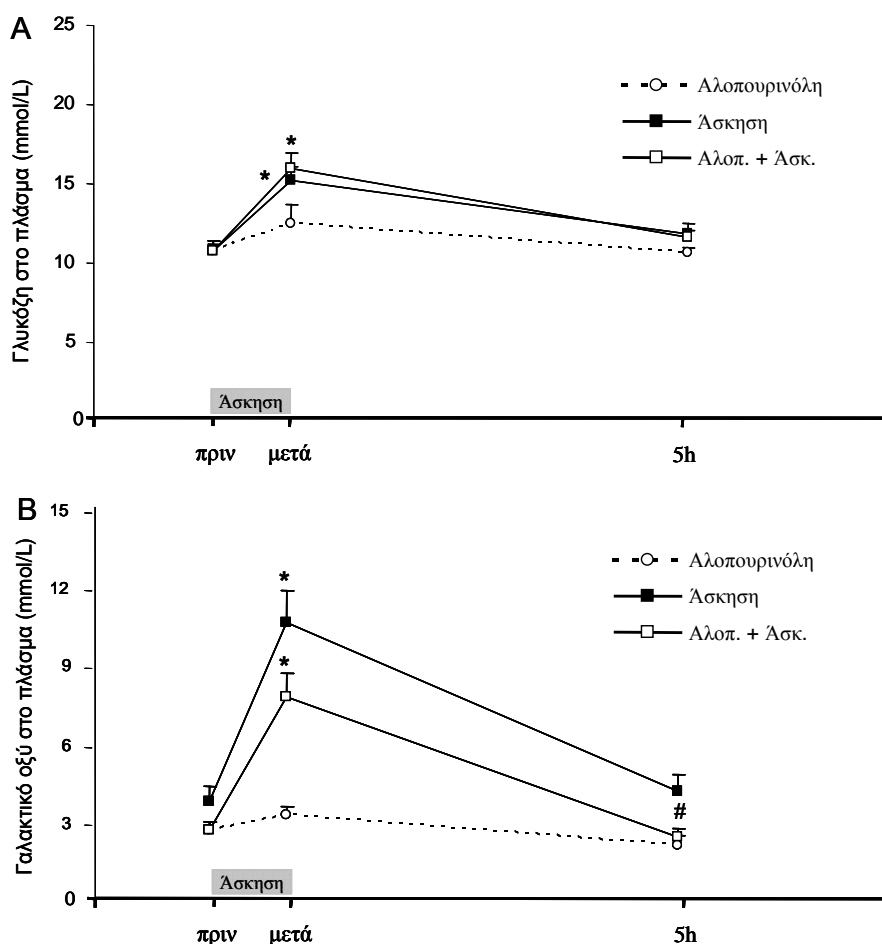 A
Γλυκόζη στο πλάσμα (mmol/L)
25
20
15
10
5
0
* *
Αλοπουρινόλη
Άσκηση
Αλοπ. + Άσκ.
Άσκηση
πριν μετά 5h
B
Γαλακτικό οξύ στο πλάσμα (mmol/L)
15
12
9
6
3
0
*
*
#
Αλοπουρινόλη
Άσκηση
Αλοπ. + Άσκ.
Άσκηση
πριν μετά 5h